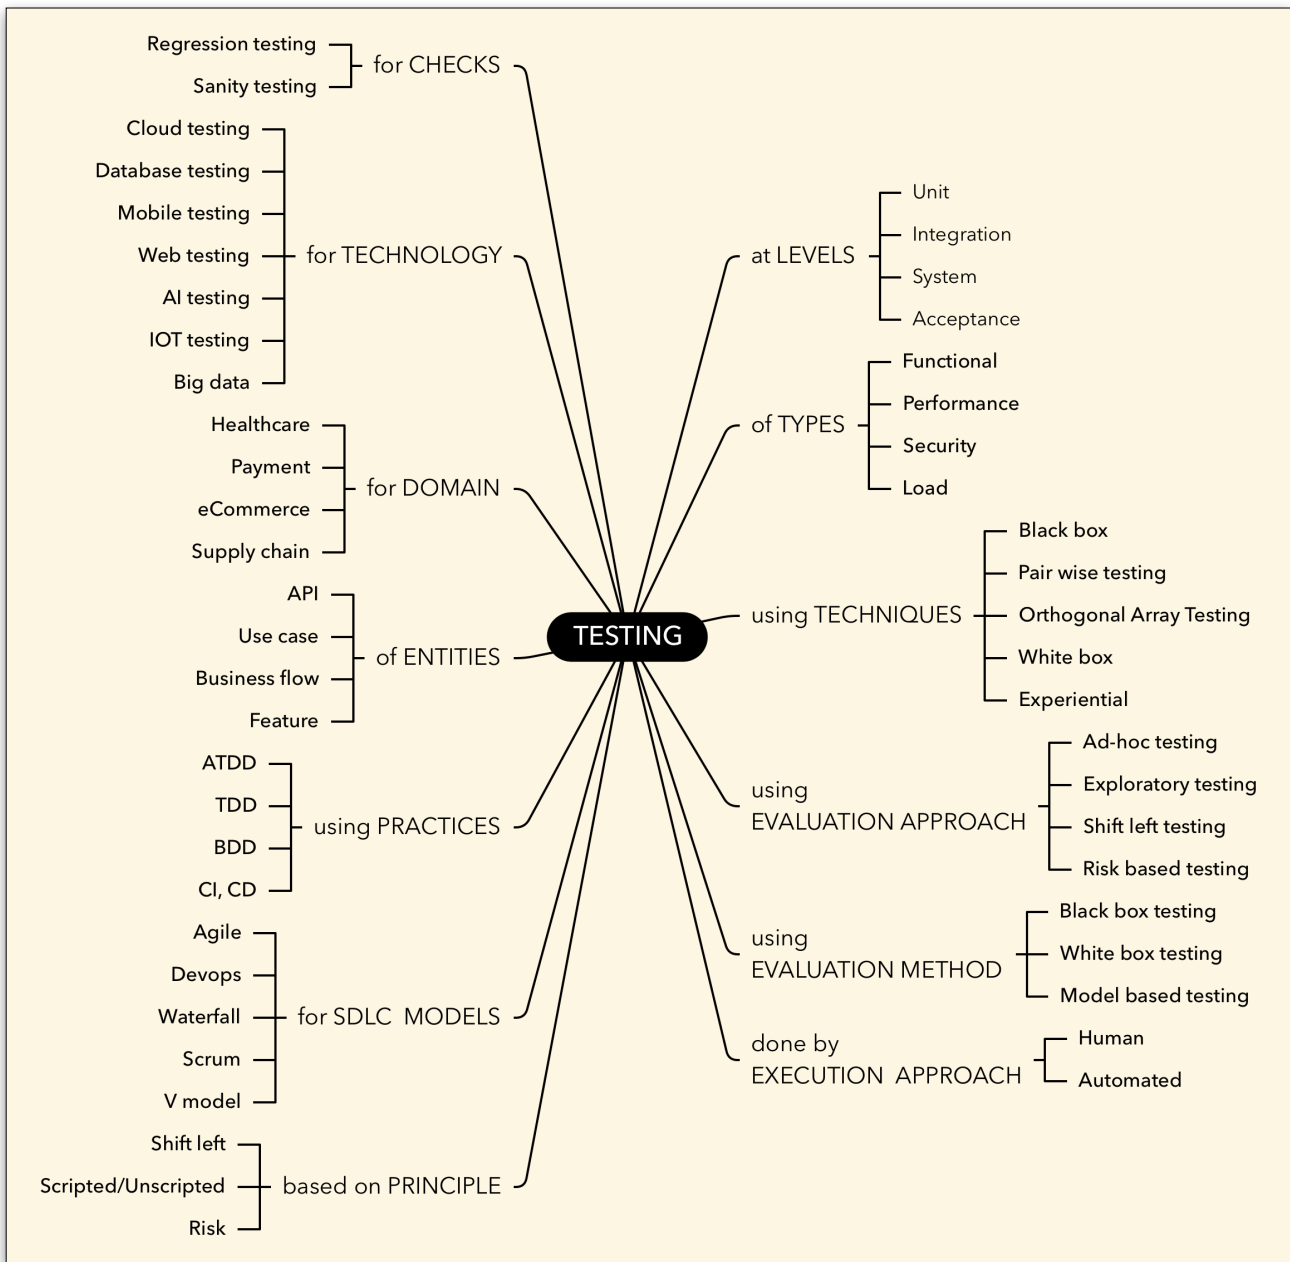 TESTING
for CHECKS
Regression testing
Sanity testing
for TECHNOLOGY
Cloud testing
Database testing
Mobile testing
Web testing
AI testing
IOT testing
Big data
for DOMAIN
Healthcare
Payment
eCommerce
Supply chain
of ENTITIES
API
Use case
Business flow
Feature
using PRACTICES
ATDD
TDD
BDD
CI, CD
for SDLC MODELS
Agile
Devops
Waterfall
Scrum
V model
based on PRINCIPLE
Shift left
Scripted/Unscripted
Risk
at LEVELS
Unit
Integration
System
Acceptance
of TYPES
Functional
Performance
Security
Load
using TECHNIQUES
Black box
Pair wise testing
Orthogonal Array Testing
White box
Experiential
using
EVALUATION APPROACH
Ad-hoc testing
Exploratory testing
Shift left testing
Risk based testing
using
EVALUATION METHOD
Black box testing
White box testing
Model based testing
done by
EXECUTION APPROACH
Human
Automated